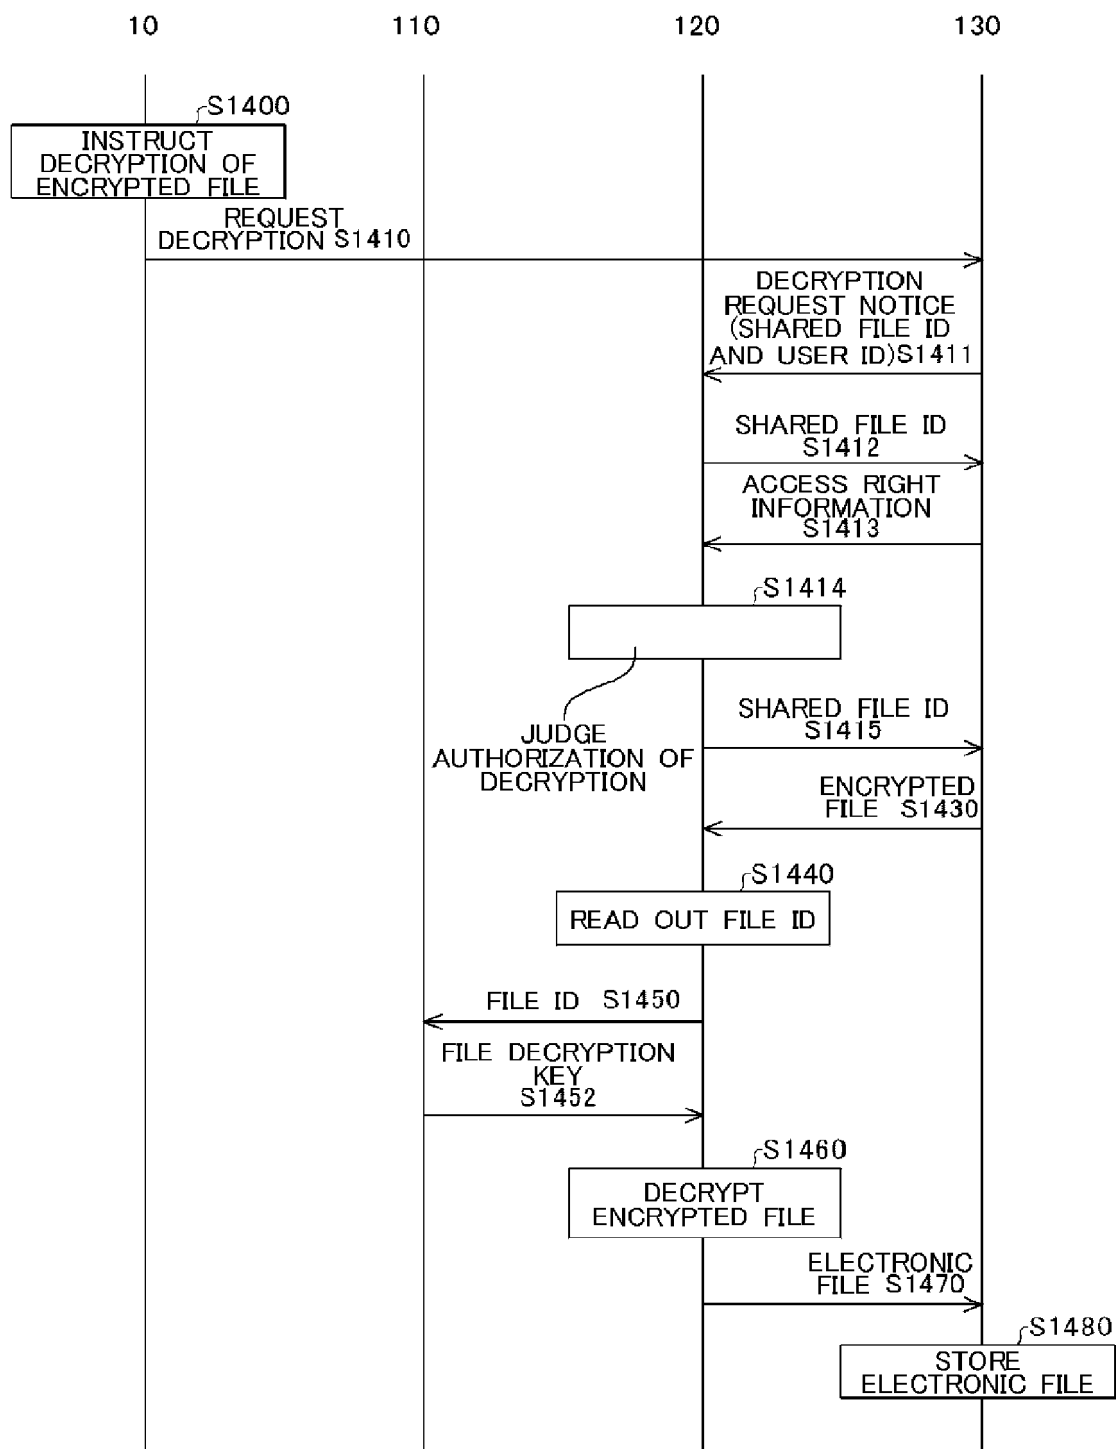 10
110
120
130
S1400
INSTRUCT
DECRYPTION OF
ENCRYPTED FILE
REQUEST
DECRYPTION S1410
DECRYPTION
REQUEST NOTICE
(SHARED FILE ID
AND USER ID)S1411
SHARED FILE ID
S1412
ACCESS RIGHT
INFORMATION
S1413
S1414
JUDGE
AUTHORIZATION OF
DECRYPTION
SHARED FILE ID
S1415
ENCRYPTED
FILE S1430
S1440
READ OUT FILE ID
FILE ID S1450
FILE DECRYPTION
KEY
S1452
S1460
DECRYPT
ENCRYPTED FILE
ELECTRONIC
FILE S1470
S1480
STORE
ELECTRONIC FILE